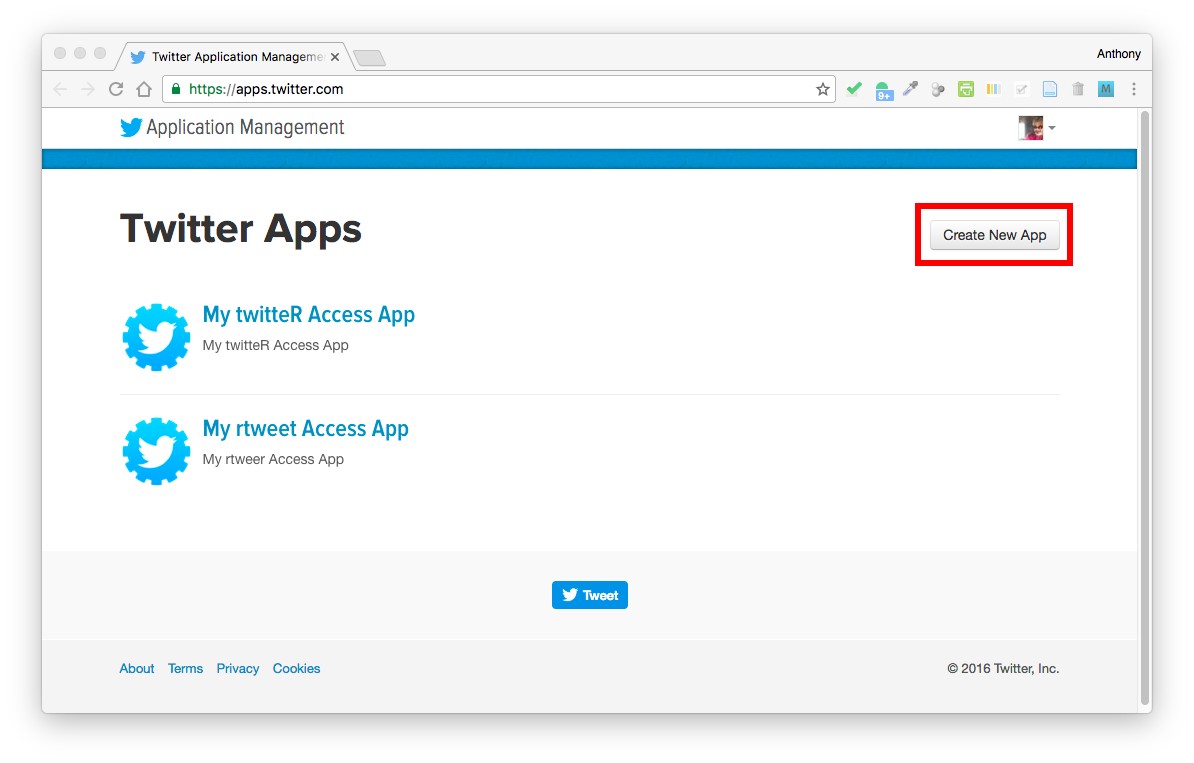 Twitter Application Manageme
Anthony
https://apps.twitter.com
9+
M
Application Management
Twitter Apps
Create New App
My twitteR Access App
My twitteR Access App
My rtweet Access App
My rtweer Access App
Tweet
About Terms Privacy Cookies
© 2016 Twitter, Inc.